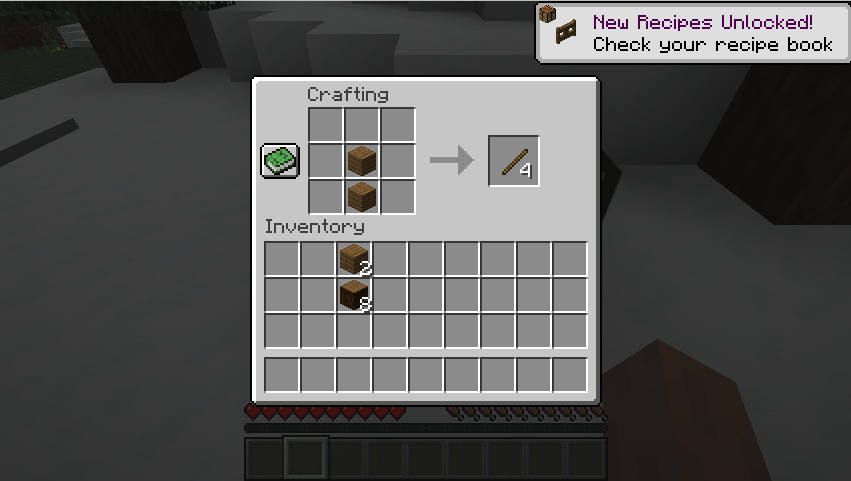 New Recipes Unlocked!
Check your recipe book
Crafting
4
Inventory
2
8